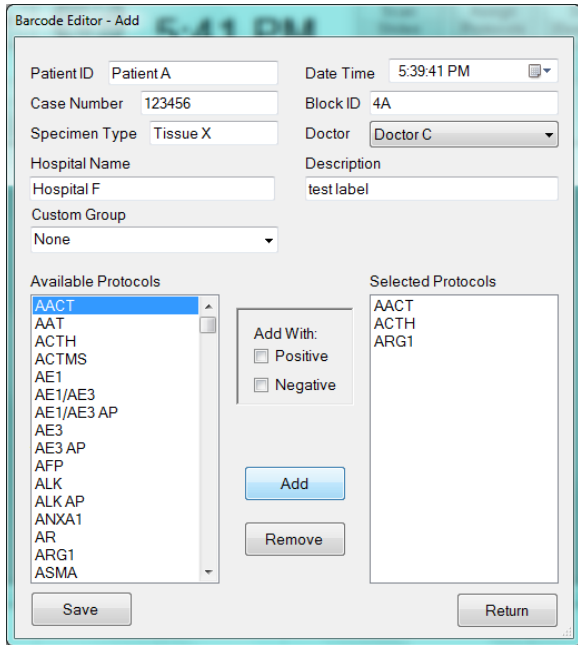 Barcode Editor - Add
5:41 PM
Patient ID Patient A Date Time 5:39:41 PM
Case Number 123456 Block ID 4A
Specimen Type Tissue X Doctor Doctor C
Hospital Name Description
Hospital F test label
Custom Group
None
Available Protocols Selected Protocols
AACT AACT
AAT ACTH
ACTH ARG1
ACTMS
AE1
AE1/AE3
AE1/AE3 AP
AE3
AE3 AP
AFP
ALK
ALK AP
ANXA1
AR
ARG1
ASMA
Add With:
Positive
Negative
Add
Remove
Save Return